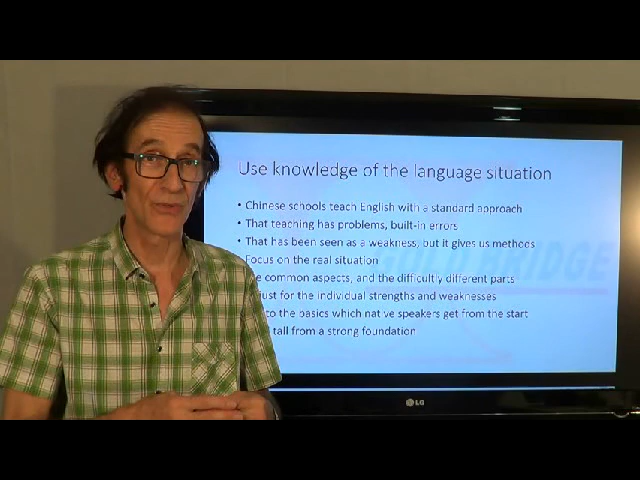 Use knowledge of the language situation
• Chinese schools teach English with a standard approach
• That teaching has problems, built-in errors
• That has been seen as a weakness, but it gives us methods
Focus on the real situation
common aspects, and the difficultly different parts
just for the individual strengths and weaknesses
to the basics which native speakers get from the start
tall from a strong foundation
LG